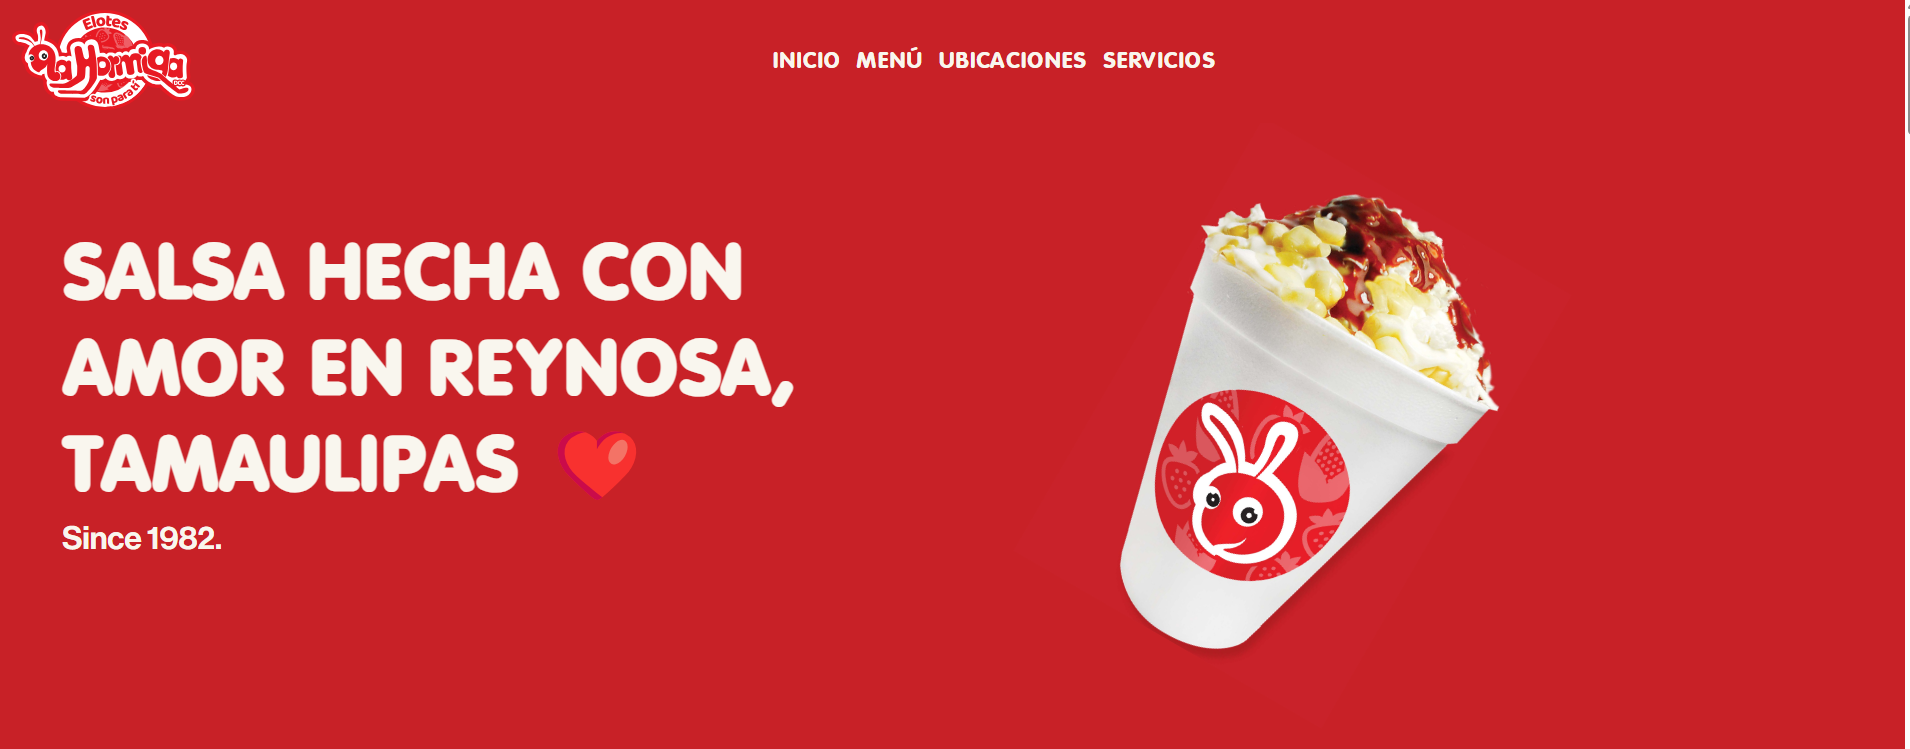 Elotes
La Hormiga
son para ti
INICIO MENÚ UBICACIONES SERVICIOS
SALSA HECHA CON
AMOR EN REYNOSA,
TAMAULIPAS
Since 1982.